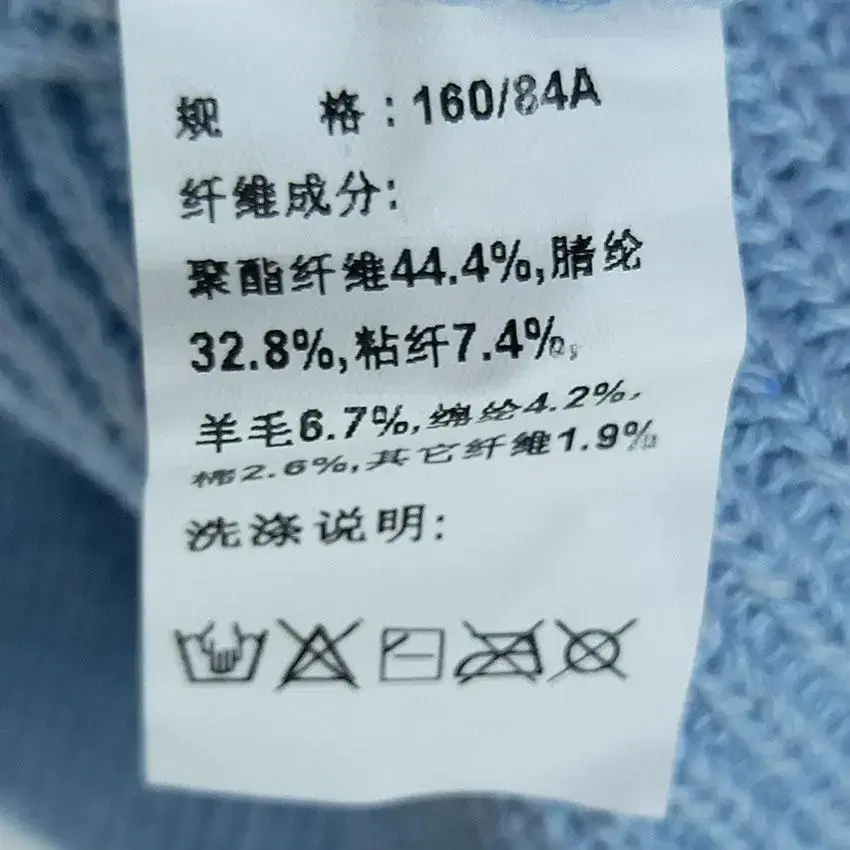 规 格:160/84A
纤维成分:
聚酯纤维44.4%,腈纶
32.8%,粘纤7.4%,
羊毛6.7%,锦纶4.2%,
棉2.6%,其它纤维1.9%
洗涤说明: